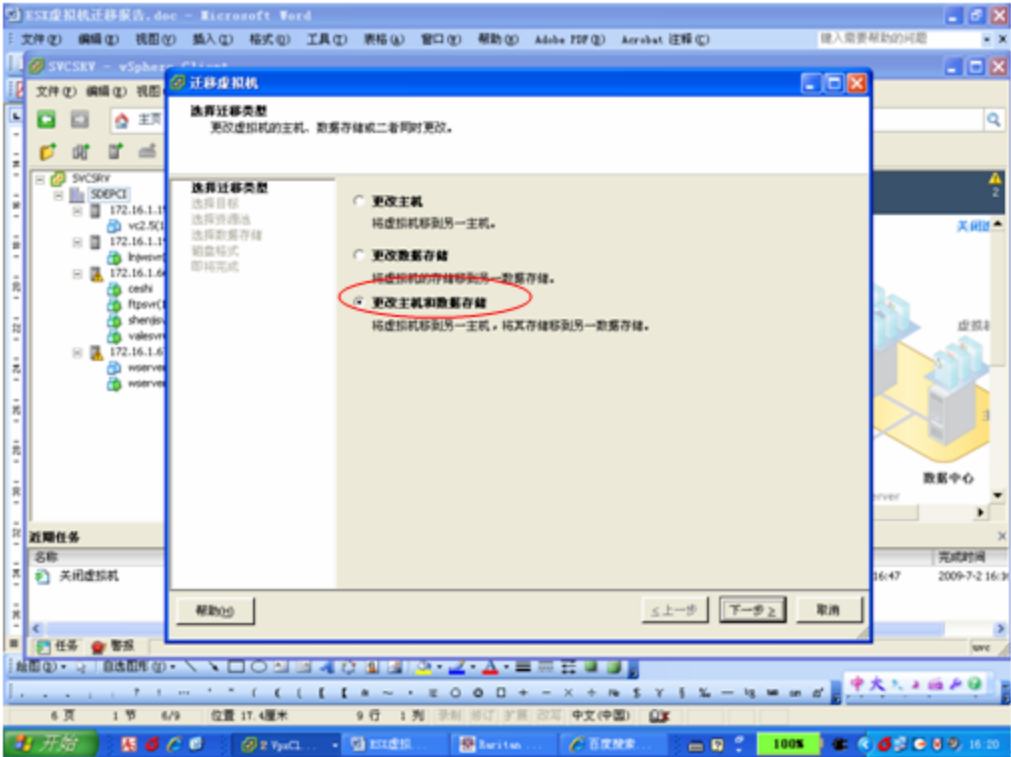 ESX虚拟机迁移报告.doc - Microsoft Word
文件(F) 编辑(E) 视图(V) 插入(I) 格式(O) 工具(T) 表格(A) 窗口(W) 帮助(H) Adobe PDF(B) Acrobat 注释(C) 键入需要帮助的问题
SVCSRV - vSphere Client
文件(F) 编辑(E) 视图
主页
迁移虚拟机
选择迁移类型
更改虚拟机的主机、数据存储或二者同时更改。
SVCSRV
SDEPCI
172.16.1.1
vc2.5(1
172.16.1.1
172.16.1.6
ceshi
ftpsvr(1
shenjisv
valesvr
172.16.1.6
wserver
wserver
选择迁移类型
选择目标
选择资源池
选择数据存储
磁盘格式
即将完成
更改主机
将虚拟机移到另一主机。
更改数据存储
将虚拟机的存储移到另一数据存储。
更改主机和数据存储
将虚拟机移到另一主机，将其存储移到另一数据存储。
2
虚拟
数据中心
erver
帮助(H) ≤上一步 下一步≥ 取消
近期任务
名称 完成时间
关闭虚拟机 16:47 2009-7-2 16:
任务 警报
绘图(D) 自选图形(U)
6 页 1 节 6/9 位置 17.4厘米 9 行 1 列 录制 修订 扩展 改写 中文(中国)
开始 2 VpxCl... ESX虚拟... Raritan ... 百度搜索... 100% 16:20